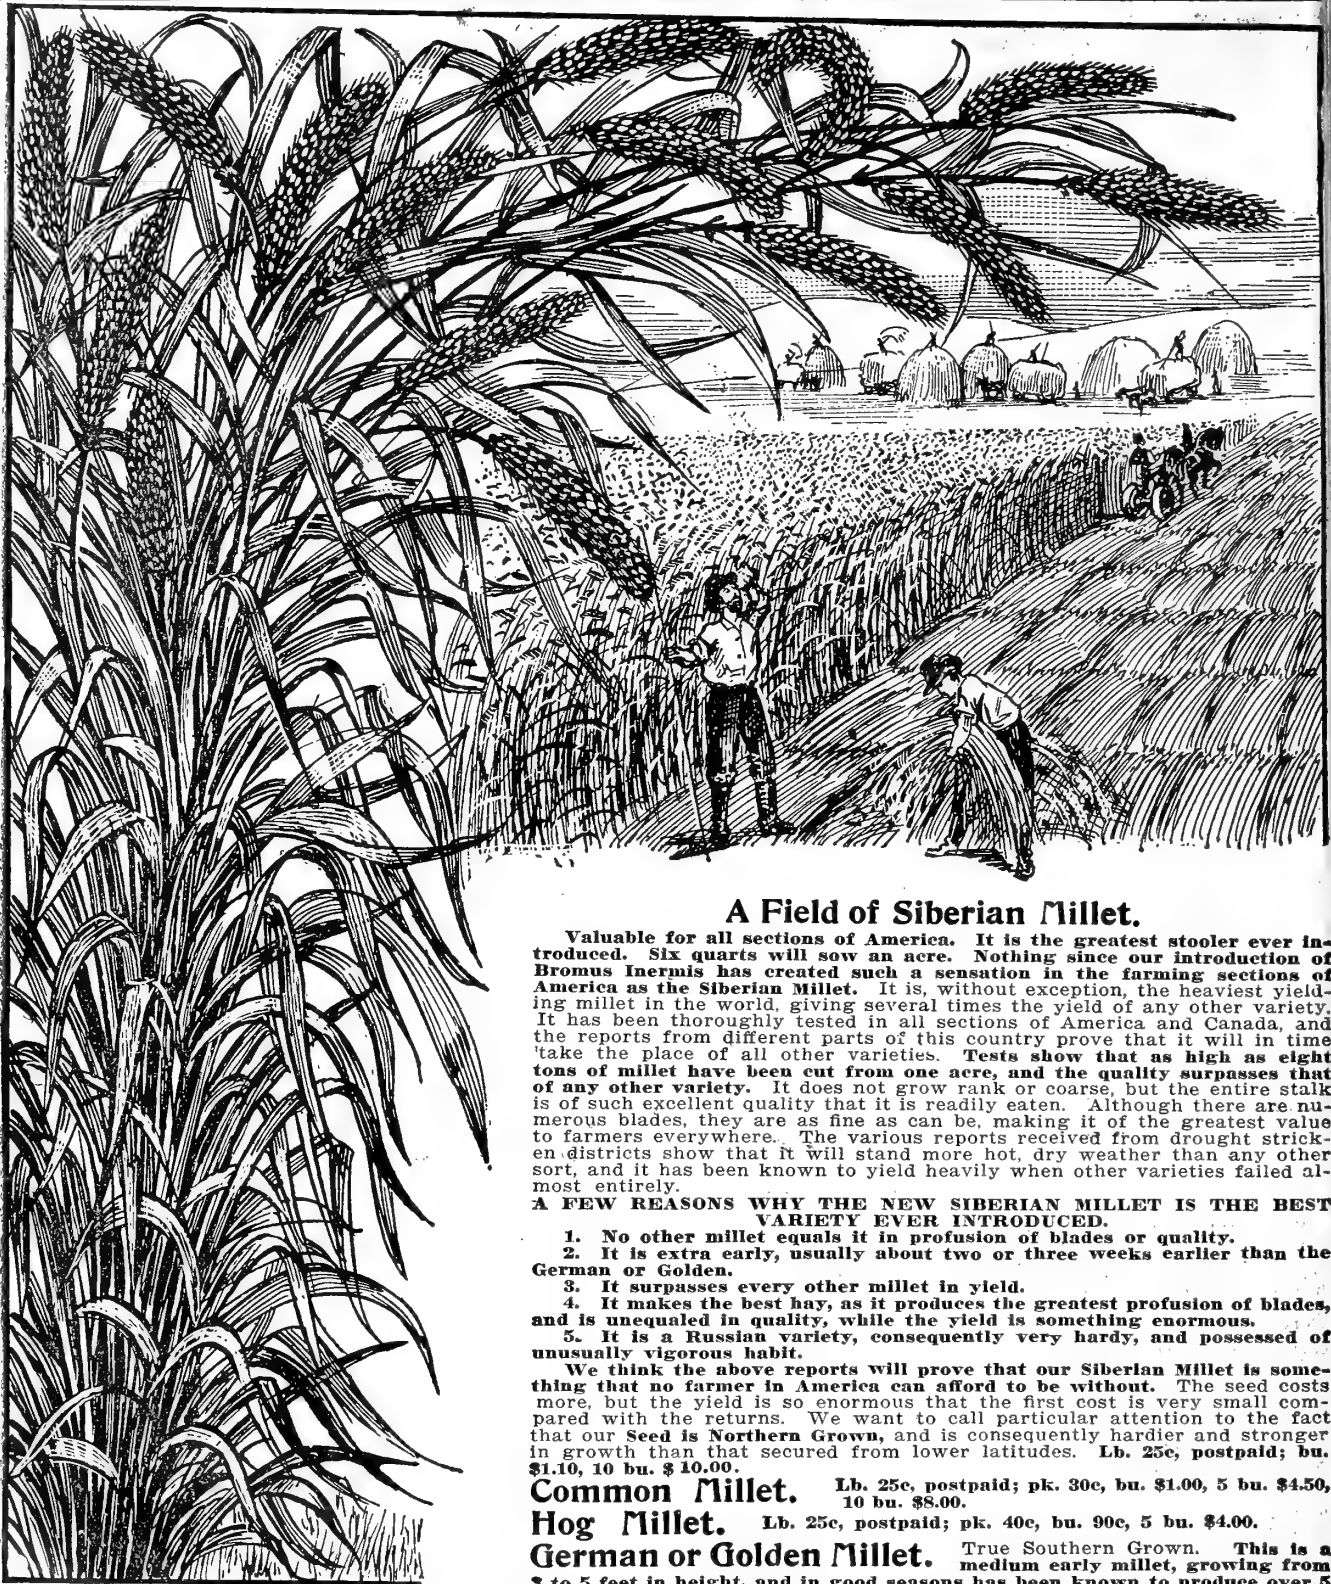 A Field of Siberian Millet.
Valuable for all sections of America. It is the greatest stooler ever in-
troduced. Six quarts will sow an acre. Nothing since our introduction of
Bromus Inermis has created such a sensation in the farming sections of
America as the Siberian Millet. It is, without exception, the heaviest yield-
ing millet in the world, giving several times the yield of any other variety.
It has been thoroughly tested in all sections of America and Canada, and
the reports from different parts of this country prove that it will in time
take the place of all other varieties. Tests show that as high as eight
tons of millet have been cut from one acre, and the quality surpasses that
of any other variety. It does not grow rank or coarse, but the entire stalk
is of such excellent quality that it is readily eaten. Although there are nu-
merous blades, they are as fine as can be, making it of the greatest value
to farmers everywhere. The various reports received from drought strick-
en districts show that it will stand more hot, dry weather than any other
sort, and it has been known to yield heavily when other varieties failed al-
most entirely.
A FEW REASONS WHY THE NEW SIBERIAN MILLET IS THE BEST
VARIETY EVER INTRODUCED.
1. No other millet equals it in profusion of blades or quality.
2. It is extra early, usually about two or three weeks earlier than the
German or Golden.
3. It surpasses every other millet in yield.
4. It makes the best hay, as it produces the greatest profusion of blades,
and is unequaled in quality, while the yield is something enormous.
5. It is a Russian variety, consequently very hardy, and possessed of
unusually vigorous habit.
We think the above reports will prove that our Siberian Millet is some-
thing that no farmer in America can afford to be without. The seed costs
more, but the yield is so enormous that the first cost is very small com-
pared with the returns. We want to call particular attention to the fact
that our Seed is Northern Grown, and is consequently hardier and stronger
in growth than that secured from lower latitudes. Lb. 25c, postpaid; bu.
$1.10, 10 bu. $10.00.
Common Millet. Lb. 25c, postpaid; pk. 30c, bu. $1.00, 5 bu. $4.50,
10 bu. $8.00.
Hog Millet. Lb. 25c, postpaid; pk. 40c, bu. 90c, 5 bu. $4.00.
German or Golden Millet. True Southern Grown. This is a
medium early millet, growing from
to 5 feet in height, and in good seasons has been known to produce over 5